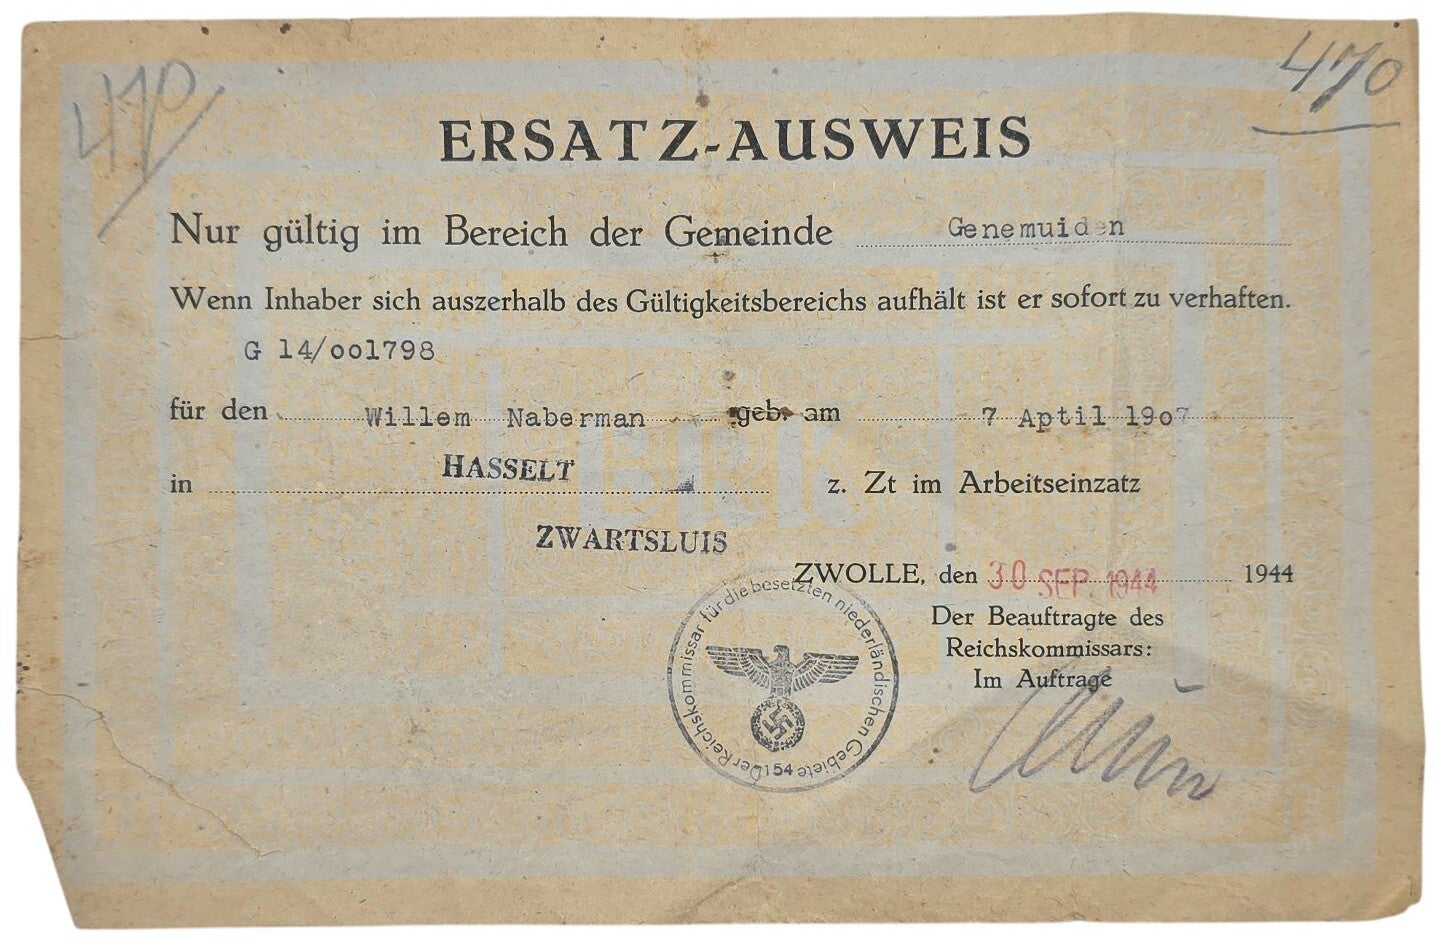 470
470
ERSATZ-AUSWEIS
Nur gültig im Bereich der Gemeinde Genemuiden
Wenn Inhaber sich auszerhalb des Gültigkeitsbereichs aufhält ist er sofort zu verhaften.
G 14/001798
für den Willem Naberman geb. am 7 Aptil 1907
in HASSELT z. Zt im Arbeitseinzatz
ZWARTSLUIS
ZWOLLE, den 30 SEP. 1944 1944
Der Beauftragte des
Reichskommissars:
Im Auftrage
Der Reichskommissar für die besetzten niederländischen Gebiete
154
BRK